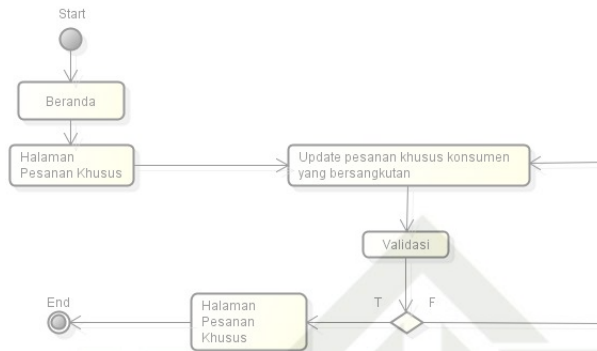 Start
Beranda
Halaman
Pesanan Khusus
Update pesanan khusus konsumen
yang bersangkutan
Validasi
T
F
Halaman
Pesanan
Khusus
End